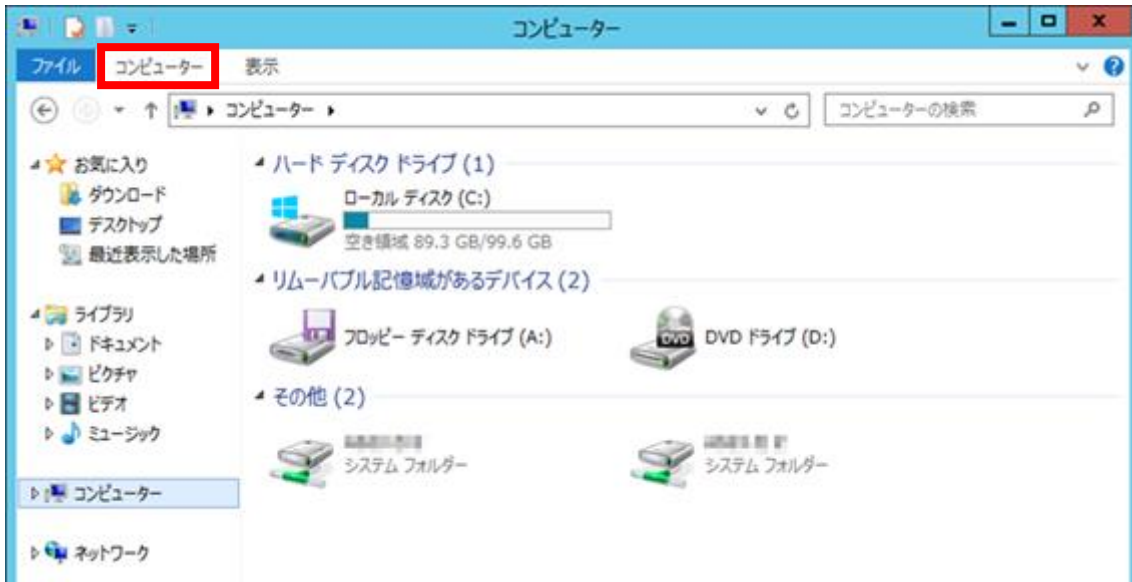 コンピューター
ファイル コンピューター 表示
コンピューター コンピューターの検索
お気に入り
ダウンロード
デスクトップ
最近表示した場所
ライブラリ
ドキュメント
ピクチャ
ビデオ
ミュージック
コンピューター
ネットワーク
ハード ディスク ドライブ (1)
ローカル ディスク (C:)
空き領域 89.3 GB/99.6 GB
リムーバブル記憶域があるデバイス (2)
フロッピー ディスク ドライブ (A:) DVD ドライブ (D:)
その他 (2)
システム フォルダー システム フォルダー